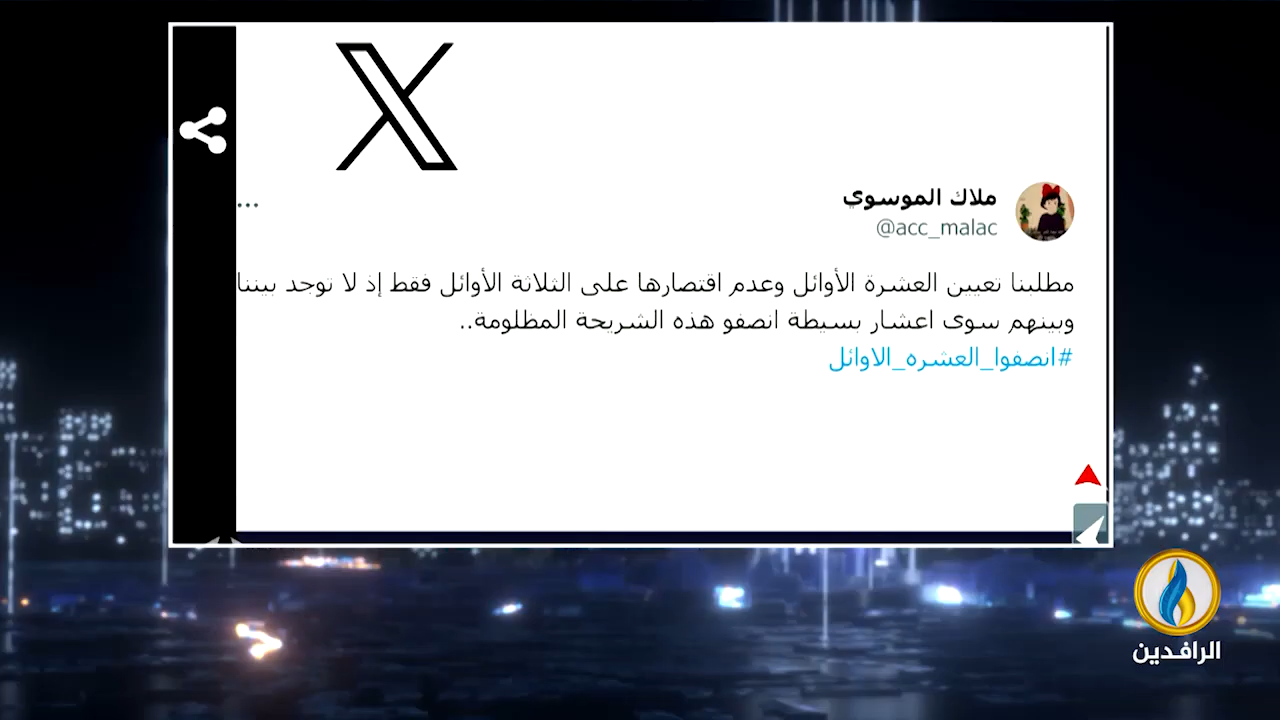 ملاك الموسوي
@acc_malac
...
مطلبنا تعيين العشرة الأوائل وعدم اقتصارها على الثلاثة الأوائل فقط إذ لا توجد بيننا
وبينهم سوى اعشار بسيطة انصفو هذه الشريحة المظلومة..
#انصفوا_العشره_الاوائل
الرافدين